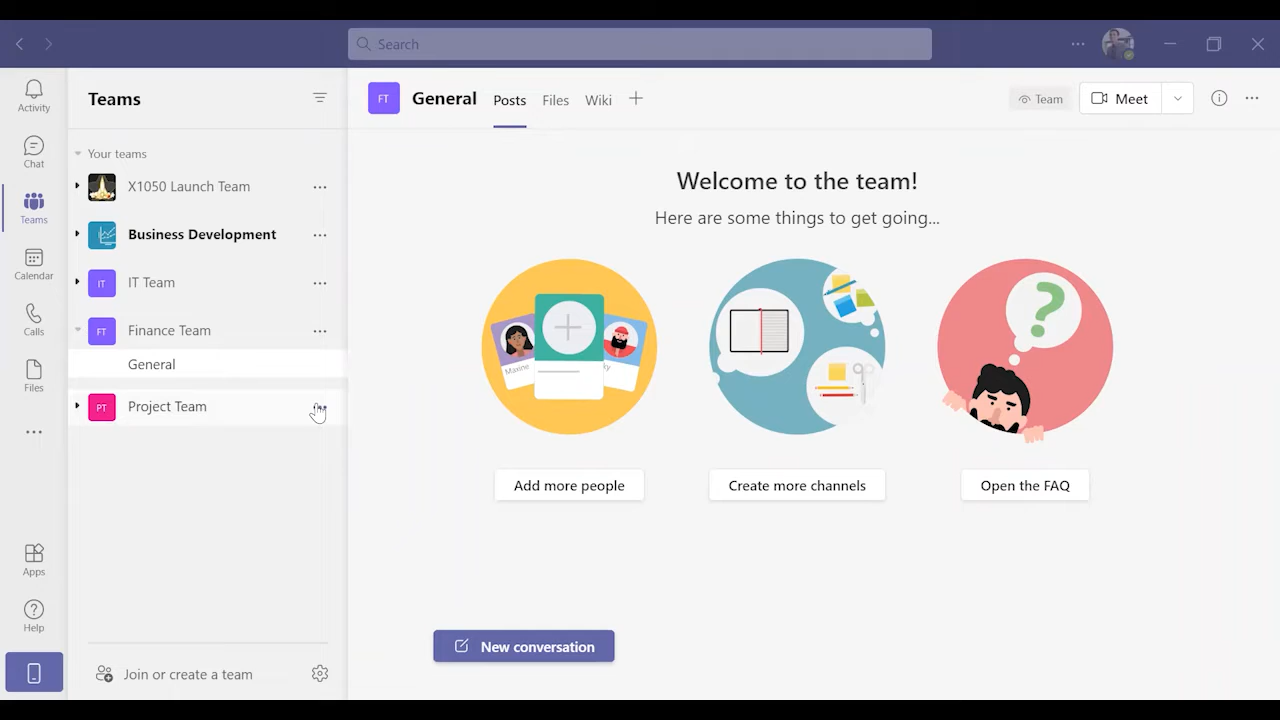 Search
Activity
Chat
Teams
Calendar
Calls
Files
Apps
Help
Teams
Your teams
X1050 Launch Team
Business Development
IT
IT Team
FT
Finance Team
General
PT
Project Team
Join or create a team
FT
General
Posts
Files
Wiki
Team
Meet
Welcome to the team!
Here are some things to get going...
Maxine
Add more people
Create more channels
Open the FAQ
New conversation